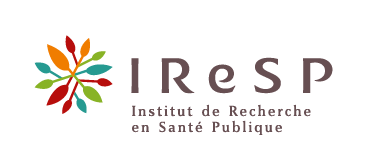 IReSP
Institut de Recherche
en Santé Publique